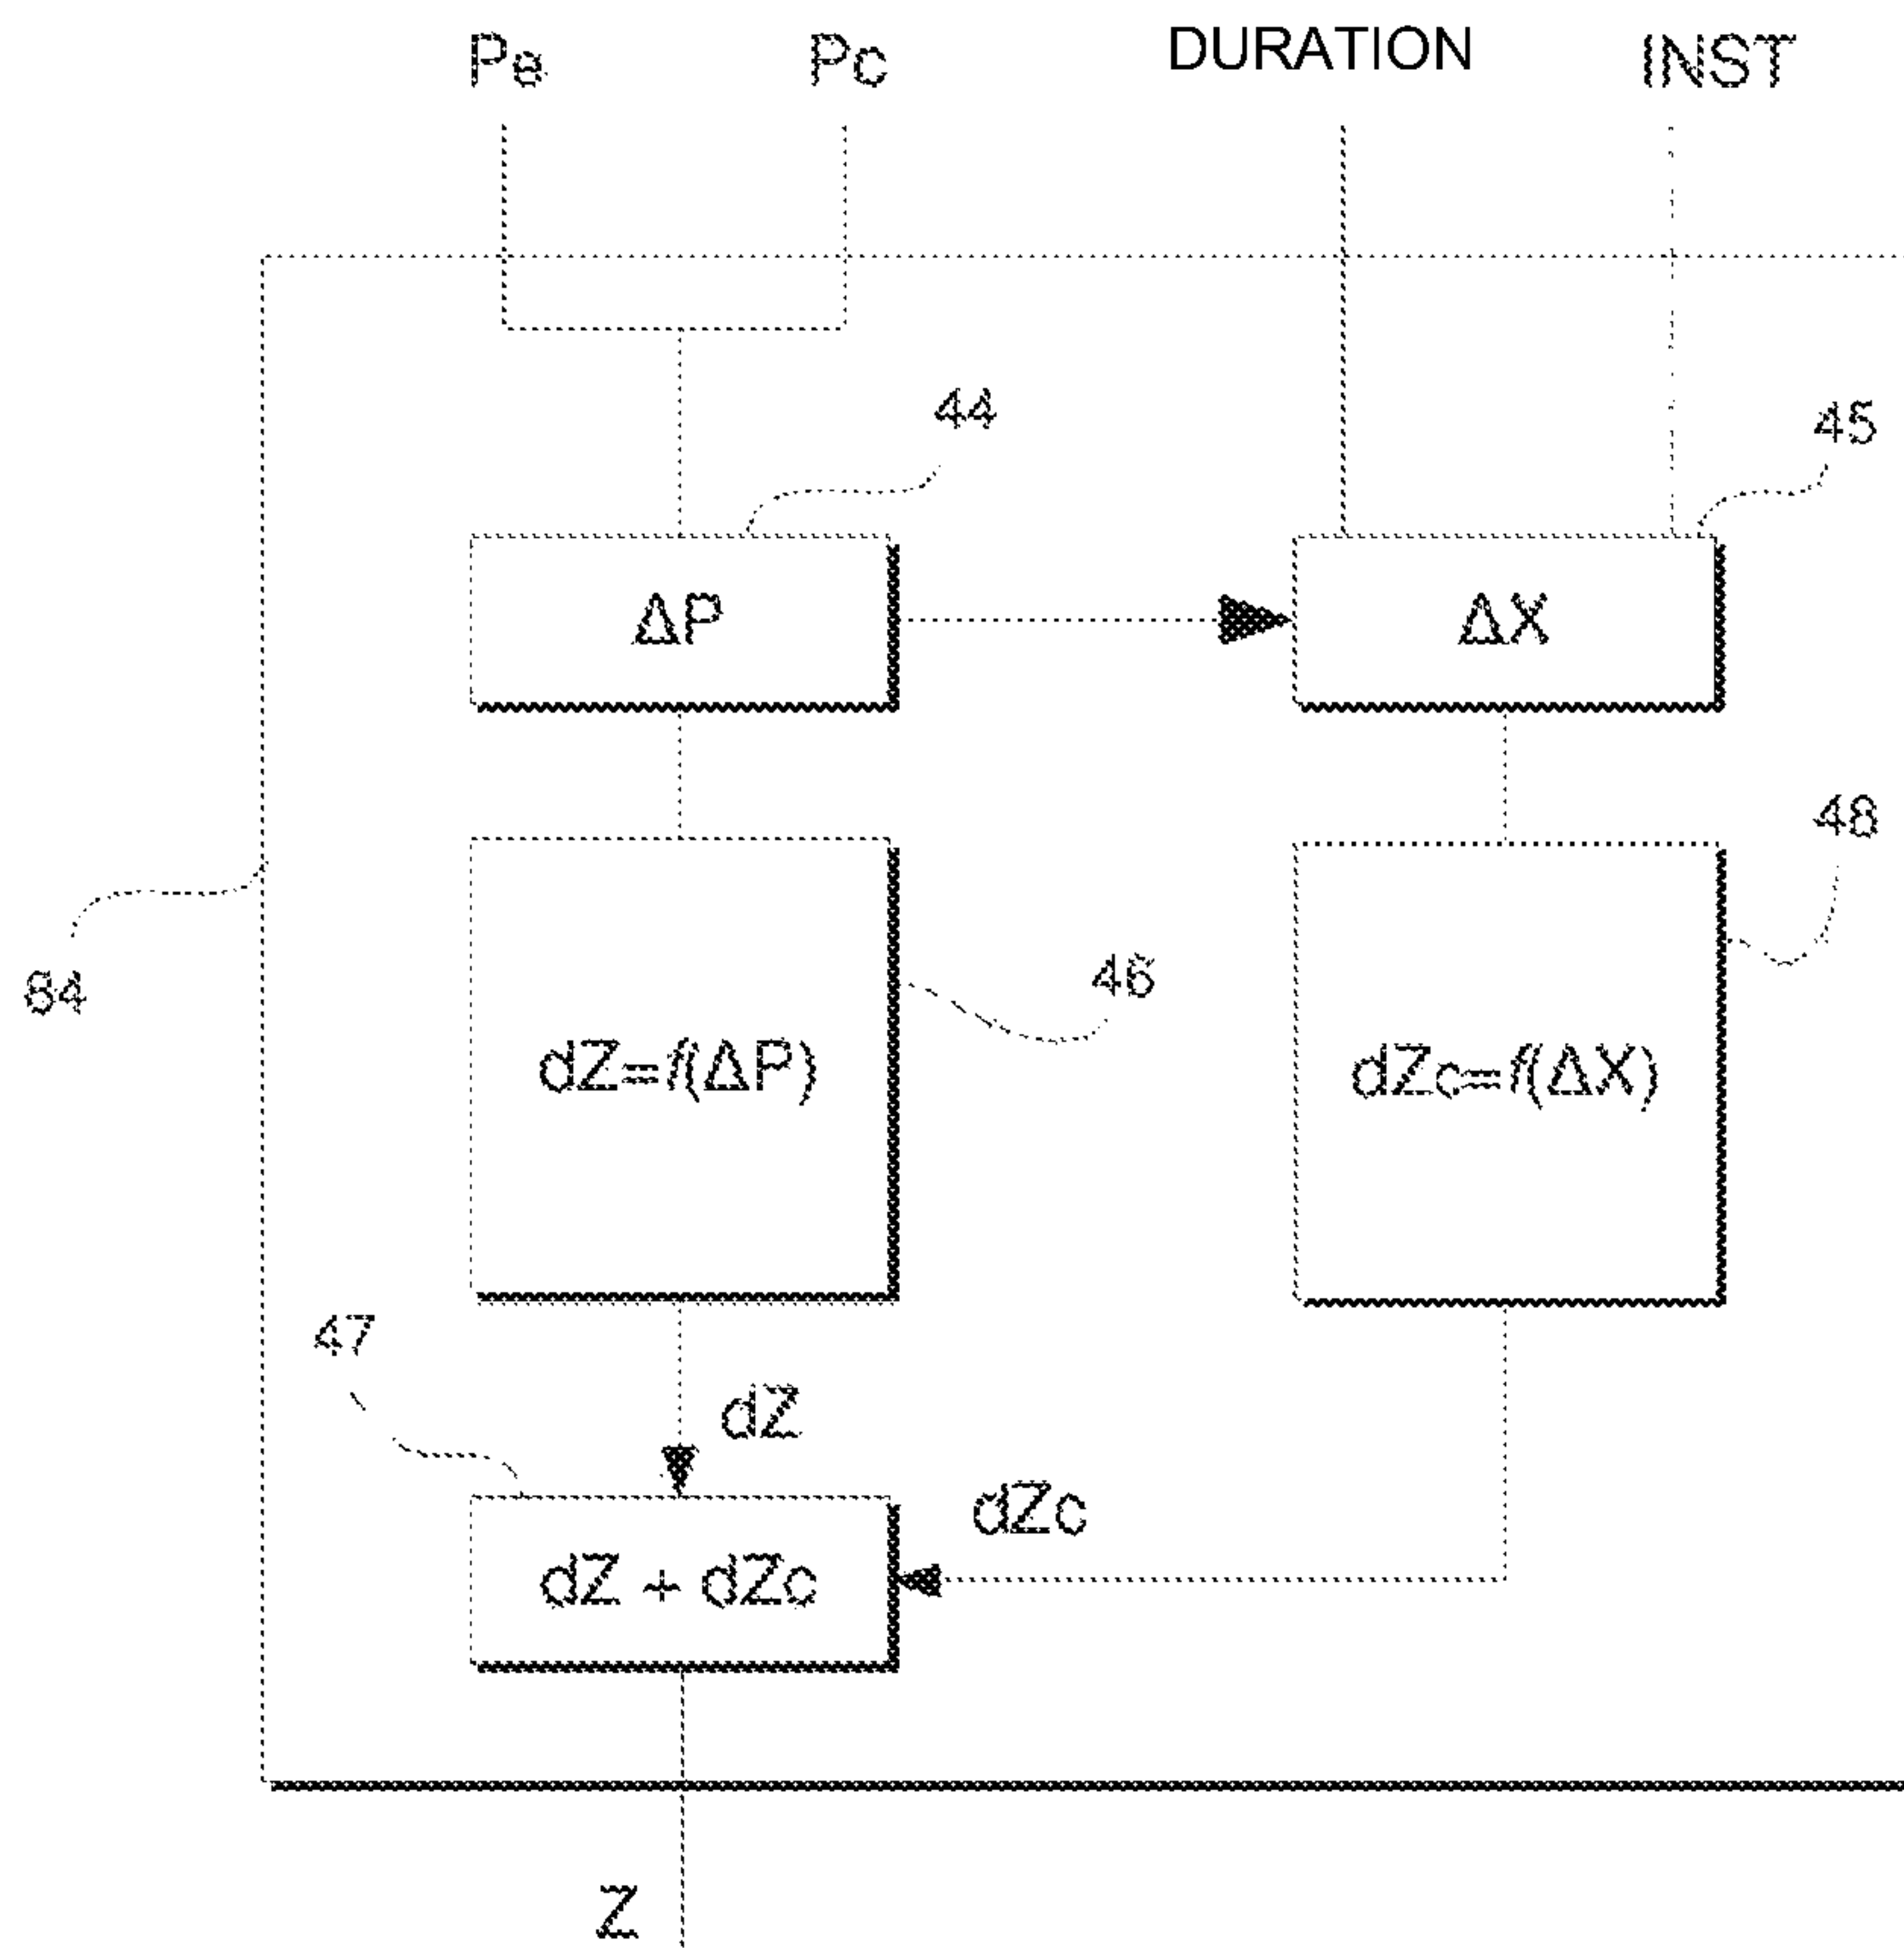 Pe Pc DURATION INST
44
45
ΔP ΔX
48
46
64
dZ=f(ΔP) dZc=f(ΔX)
47
dZ
dZc
dZ + dZc
Z